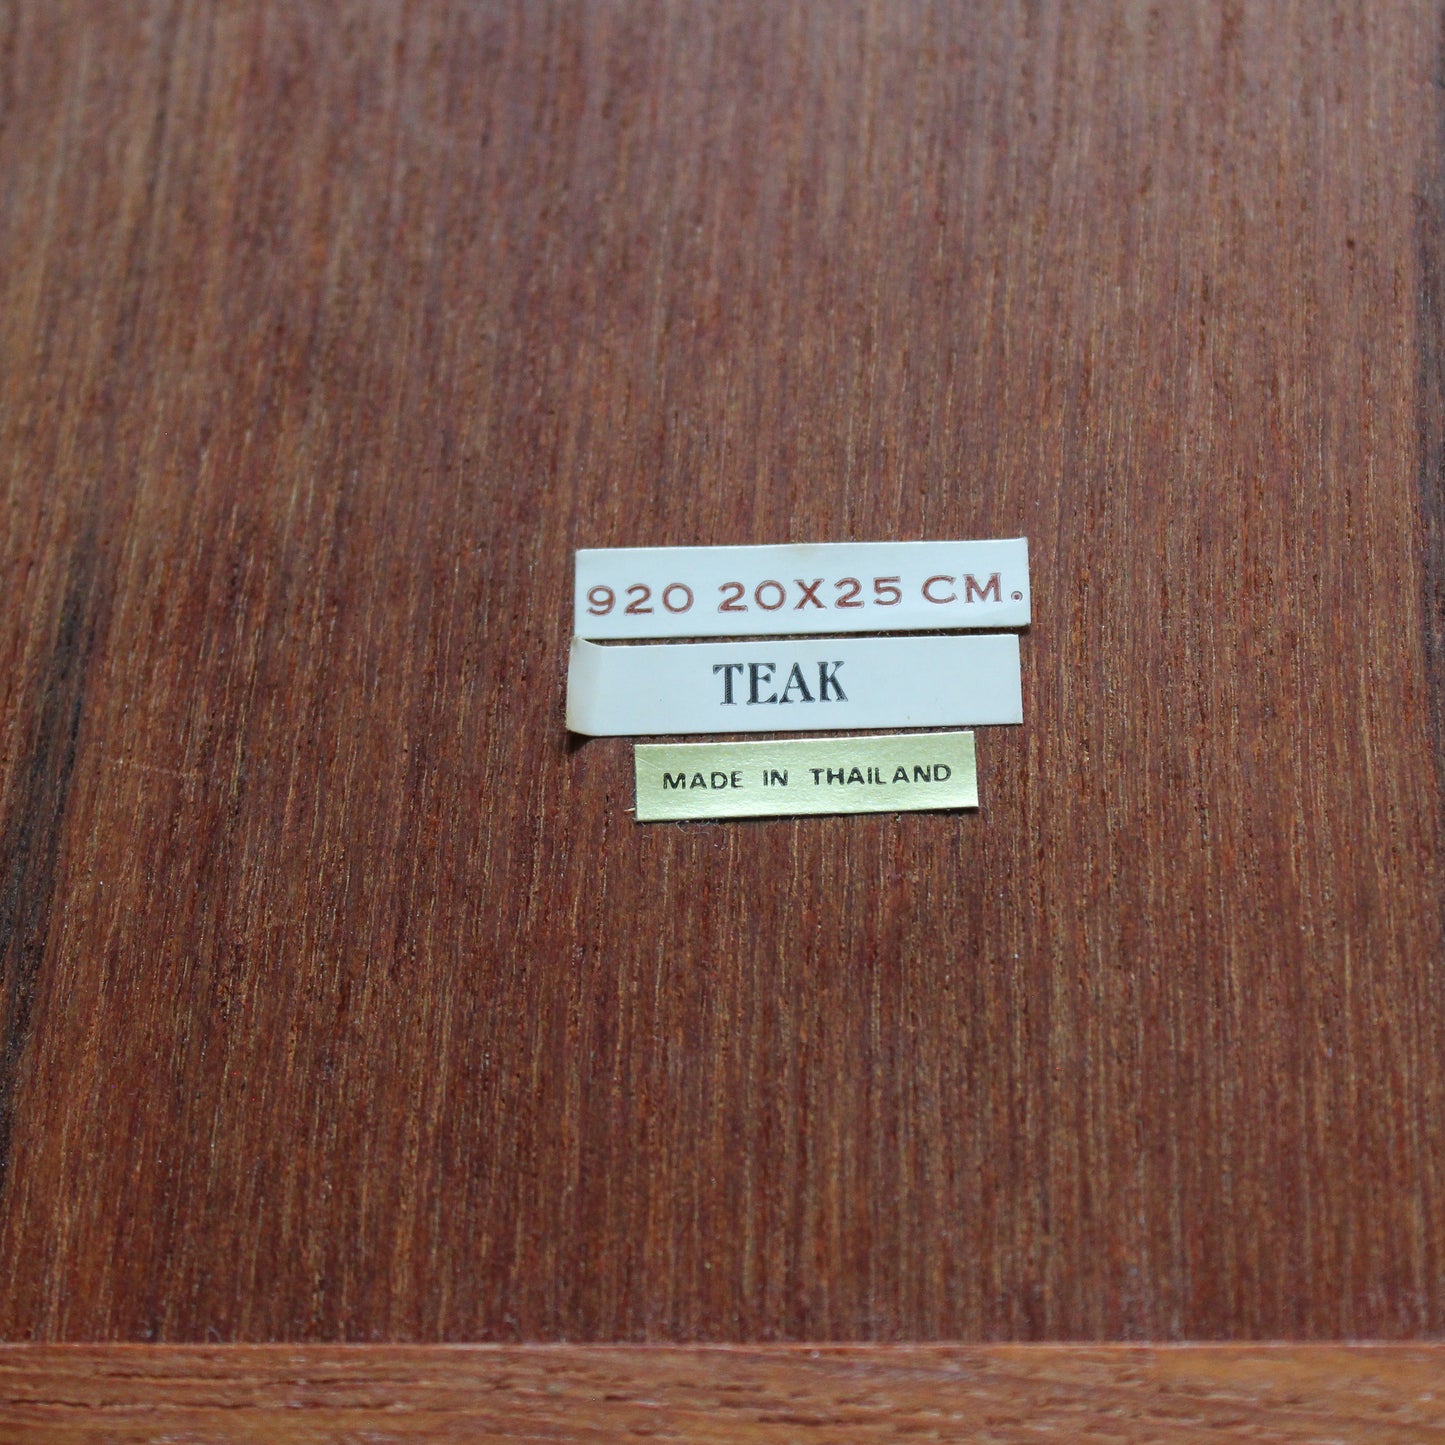 920 20X25 CM.
TEAK
MADE IN THAILAND